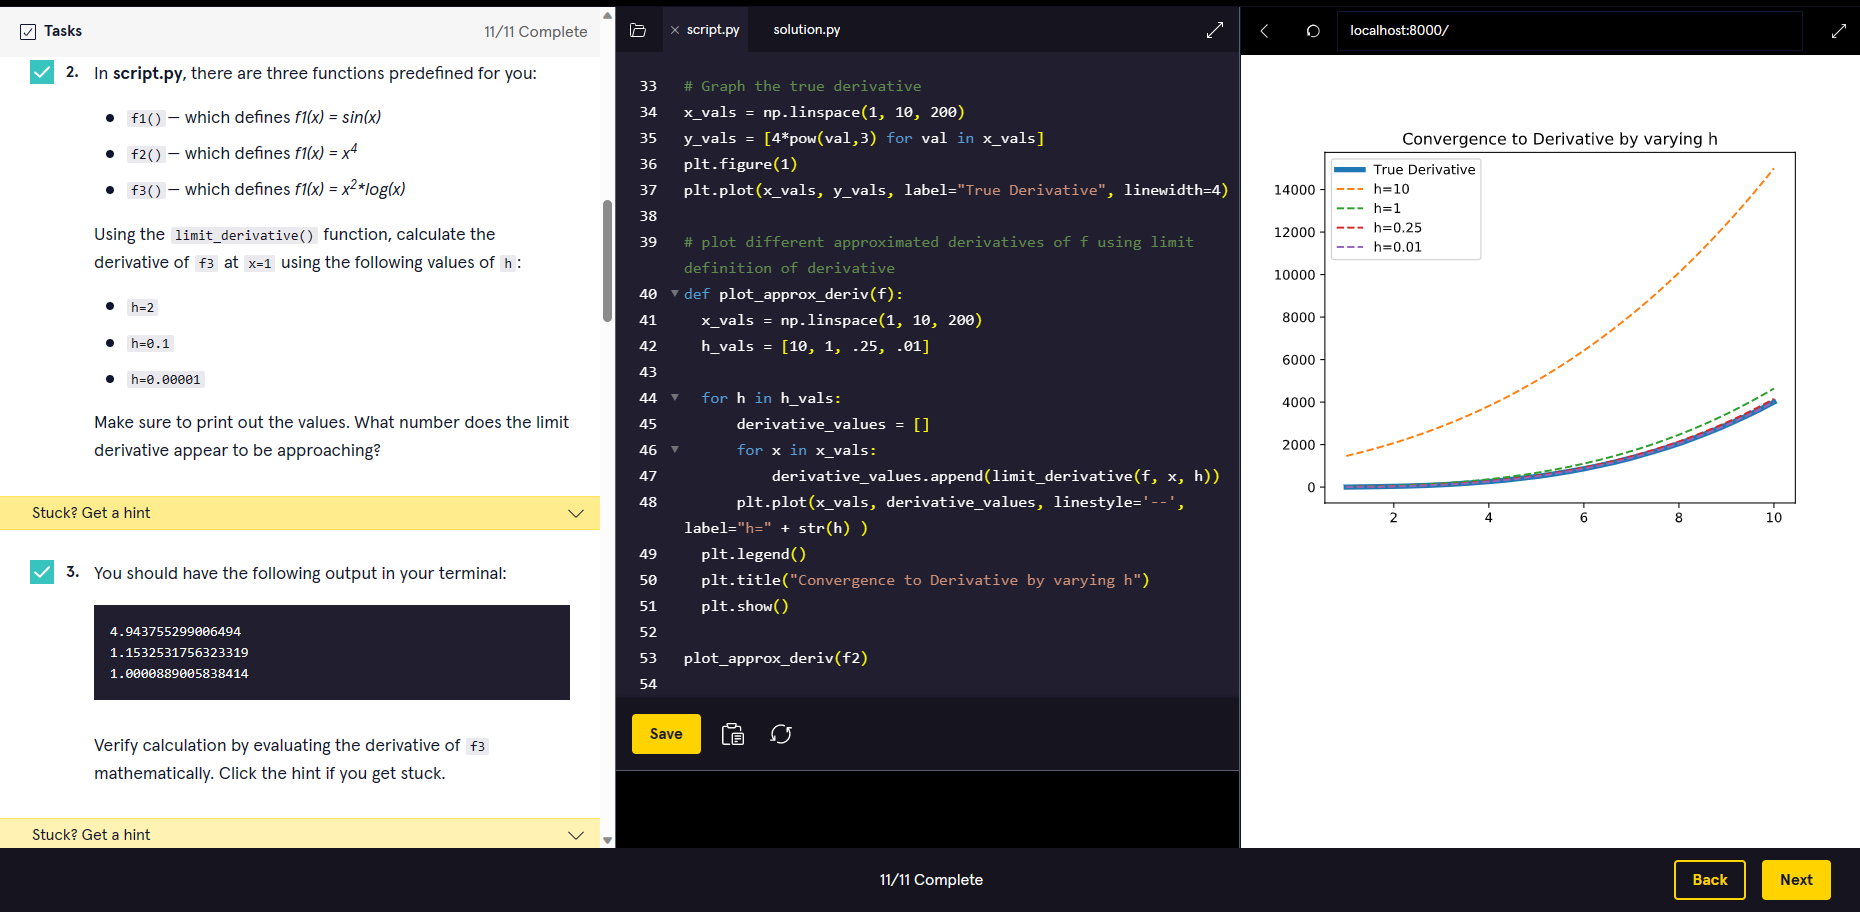 Tasks
11/11 Complete
2. In script.py, there are three functions predefined for you:
f1() — which defines f1(x) = sin(x)
f2() — which defines f1(x) = x⁴
f3() — which defines f1(x) = x²*log(x)
Using the limit_derivative() function, calculate the
derivative of f3 at x=1 using the following values of h:
h=2
h=0.1
h=0.00001
Make sure to print out the values. What number does the limit
derivative appear to be approaching?
Stuck? Get a hint
3. You should have the following output in your terminal:
4.943755299006494
1.1532531756323319
1.0000889005838414
Verify calculation by evaluating the derivative of f3
mathematically. Click the hint if you get stuck.
Stuck? Get a hint
script.py
solution.py
33 # Graph the true derivative
34 x_vals = np.linspace(1, 10, 200)
35 y_vals = [4*pow(val,3) for val in x_vals]
36 plt.figure(1)
37 plt.plot(x_vals, y_vals, label="True Derivative", linewidth=4)
38
39 # plot different approximated derivatives of f using limit
definition of derivative
40 def plot_approx_deriv(f):
41 x_vals = np.linspace(1, 10, 200)
42 h_vals = [10, 1, .25, .01]
43
44 for h in h_vals:
45 derivative_values = []
46 for x in x_vals:
47 derivative_values.append(limit_derivative(f, x, h))
48 plt.plot(x_vals, derivative_values, linestyle='--',
label="h=" + str(h) )
49 plt.legend()
50 plt.title("Convergence to Derivative by varying h")
51 plt.show()
52
53 plot_approx_deriv(f2)
54
Save
localhost:8000/
Convergence to Derivative by varying h
True Derivative
h=10
h=1
h=0.25
h=0.01
14000
12000
10000
8000
6000
4000
2000
0
2 4 6 8 10
11/11 Complete
Back
Next